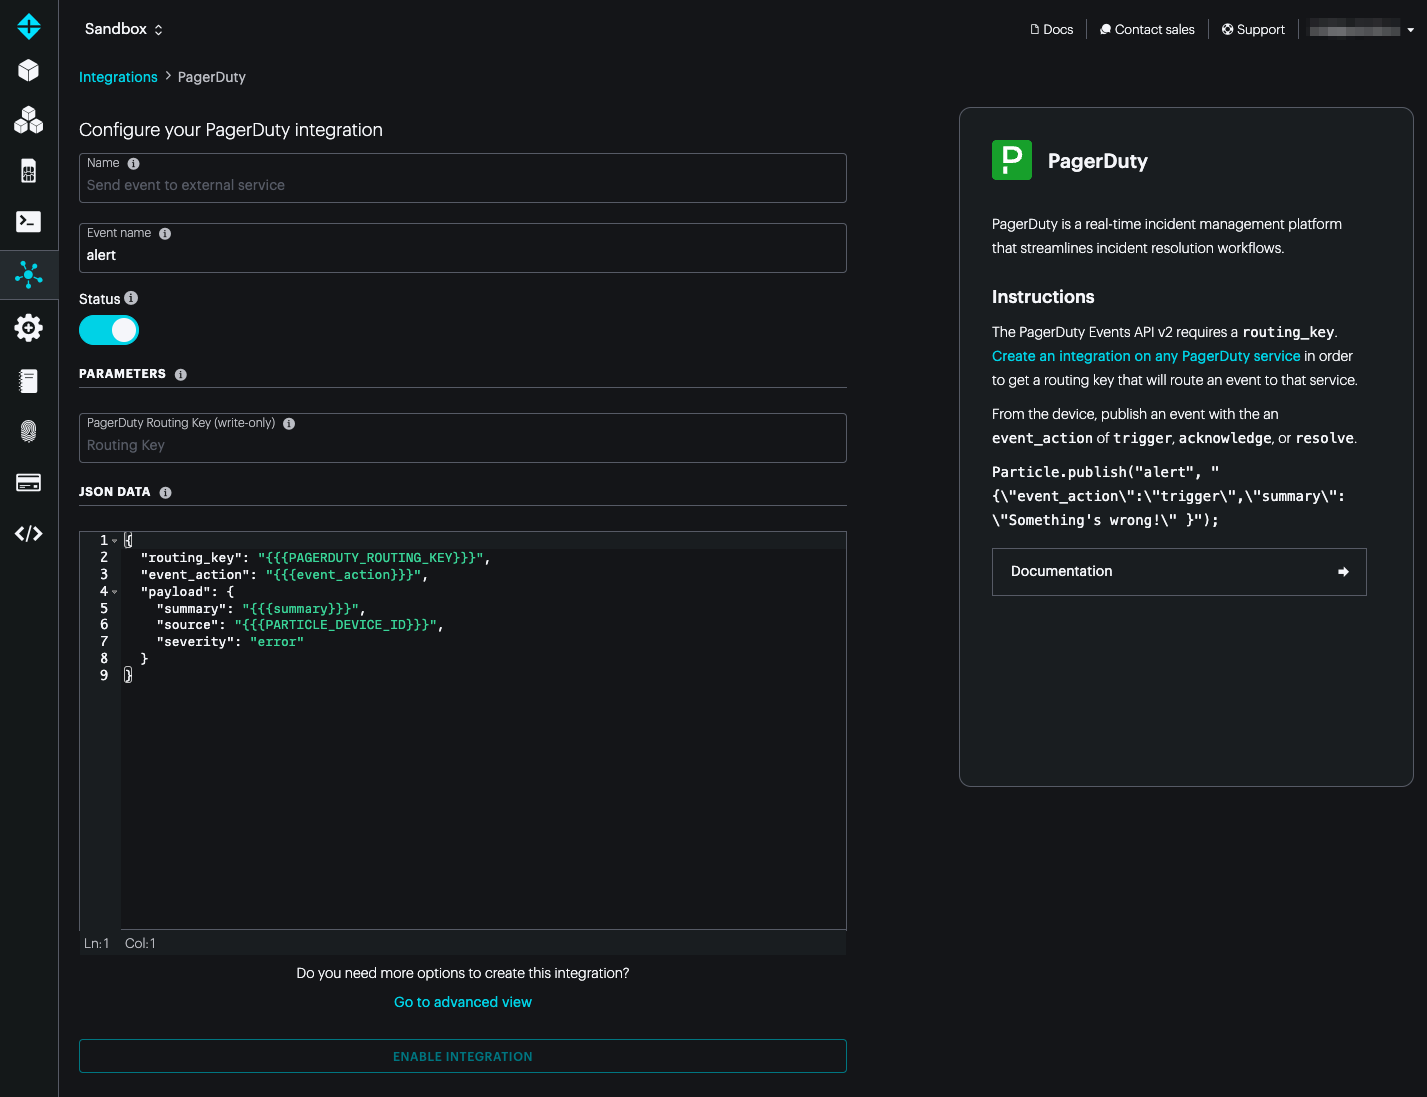 Sandbox
Docs
Contact sales
Support
Integrations > PagerDuty
Configure your PagerDuty integration
Name
Send event to external service
Event name
alert
Status
PARAMETERS
PagerDuty Routing Key (write-only)
Routing Key
JSON DATA
1 {
2 "routing_key": "{{{PAGERDUTY_ROUTING_KEY}}}",
3 "event_action": "{{{event_action}}}",
4 "payload": {
5 "summary": "{{{summary}}}",
6 "source": "{{{PARTICLE_DEVICE_ID}}}",
7 "severity": "error"
8 }
9 }
Ln:1 Col:1
Do you need more options to create this integration?
Go to advanced view
ENABLE INTEGRATION
PagerDuty
PagerDuty is a real-time incident management platform
that streamlines incident resolution workflows.
Instructions
The PagerDuty Events API v2 requires a routing_key.
Create an integration on any PagerDuty service in order
to get a routing key that will route an event to that service.
From the device, publish an event with the an
event_action of trigger, acknowledge, or resolve.
Particle.publish("alert", "
{\"event_action\":\"trigger\",\"summary\":
\"Something's wrong!\" }");
Documentation